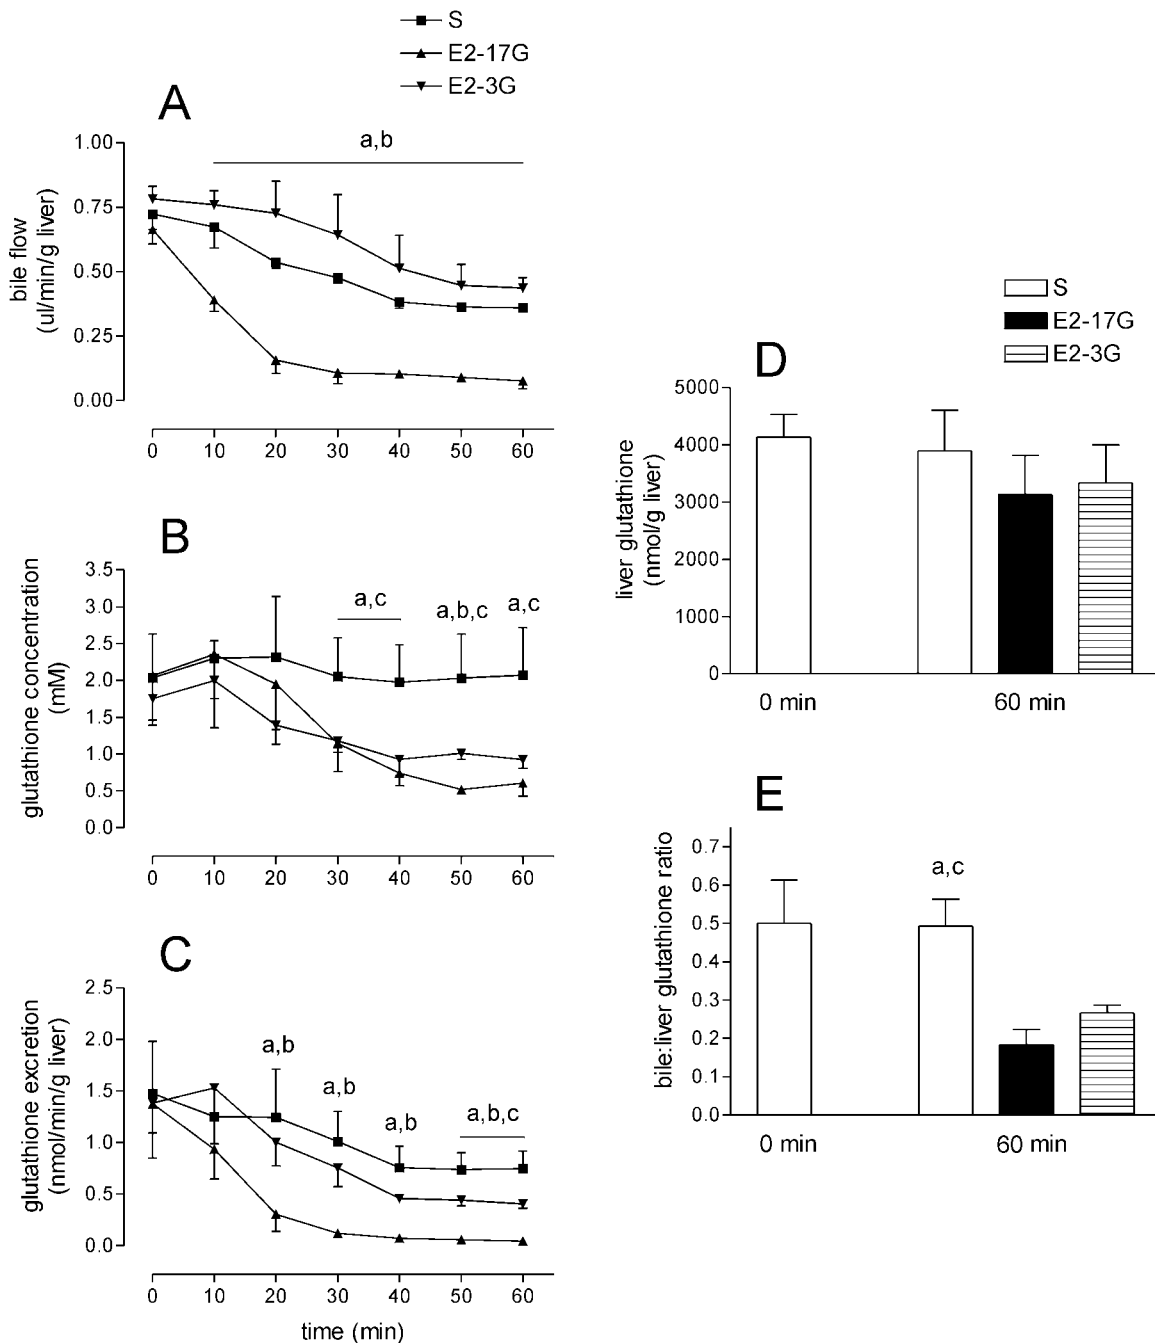 S
E2-17G
E2-3G
A
a,b
1.00
0.75
0.50
0.25
0.00
bile flow
(ul/min/g liver)
0 10 20 30 40 50 60
B
3.5
3.0
2.5
2.0
1.5
1.0
0.5
0.0
glutathione concentration
(mM)
a,c
a,b,c
a,c
0 10 20 30 40 50 60
C
2.5
2.0
1.5
1.0
0.5
0.0
glutathione excretion
(nmol/min/g liver)
a,b
a,b
a,b
a,b,c
0 10 20 30 40 50 60
time (min)
S
E2-17G
E2-3G
D
5000
4000
3000
2000
1000
0
liver glutathione
(nmol/g liver)
0 min
60 min
E
0.7
0.6
0.5
0.4
0.3
0.2
0.1
0.0
bile:liver glutathione ratio
a,c
0 min
60 min